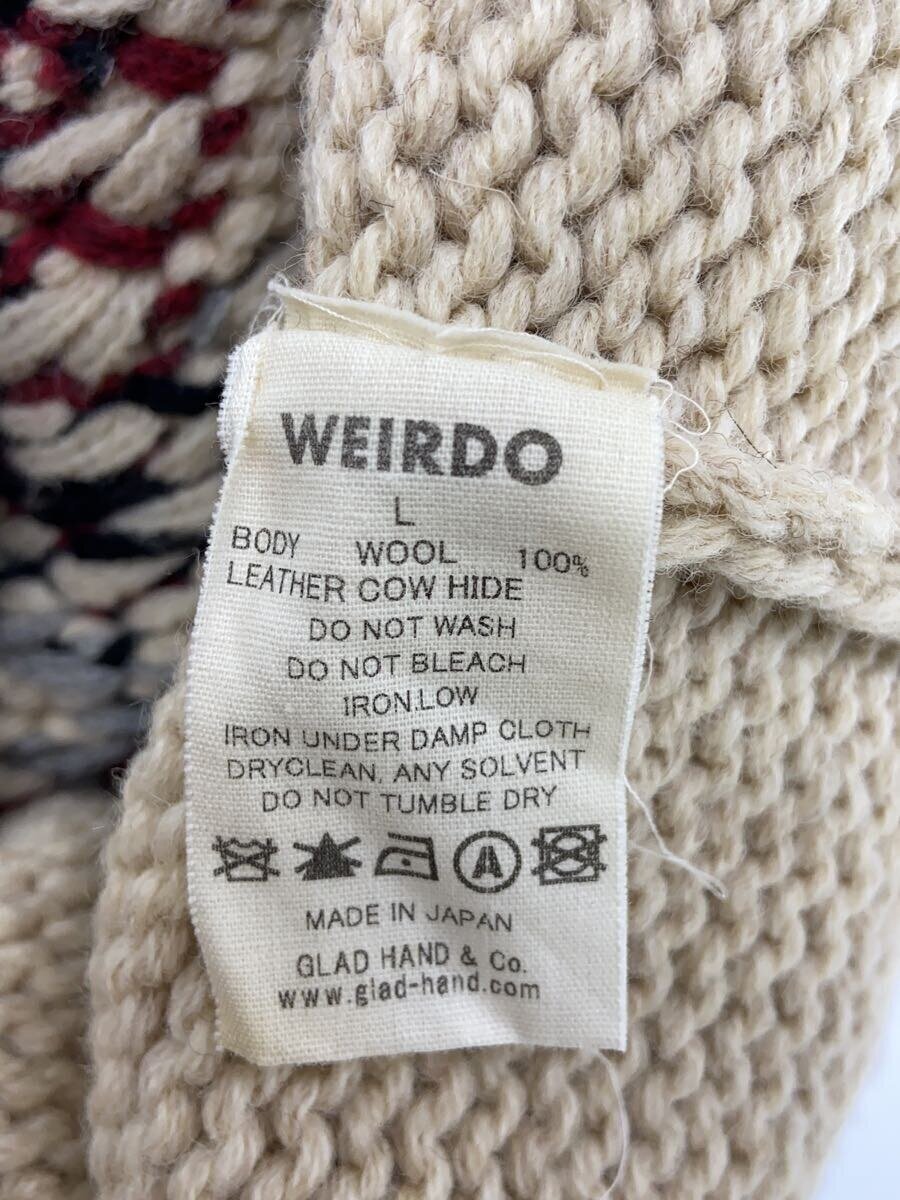 WEIRDO
L
BODY WOOL 100%
LEATHER COW HIDE
DO NOT WASH
DO NOT BLEACH
IRON.LOW
IRON UNDER DAMP CLOTH
DRYCLEAN, ANY SOLVENT
DO NOT TUMBLE DRY
A
MADE IN JAPAN
GLAD HAND & Co.
www.glad-hand.com